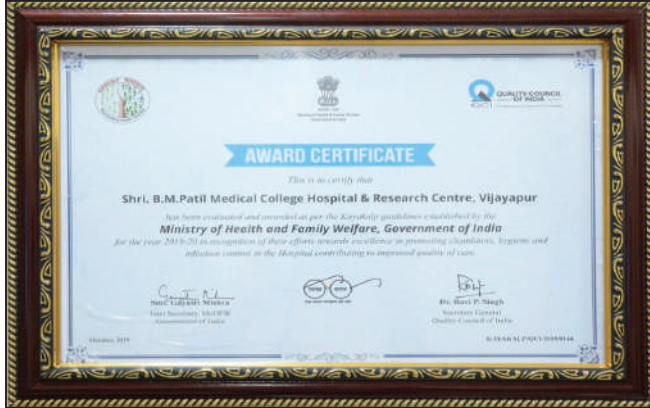 QUALITY COUNCIL
OF INDIA
QCI
AWARD CERTIFICATE
This is to certify that
Shri. B.M.Patil Medical College Hospital & Research Centre, Vijayapur
has been evaluated and awarded as per the Kayakalp guidelines established by the
Ministry of Health and Family Welfare, Government of India
for the year 2019-20 in recognition of their efforts towards excellence in promoting cleanliness, hygiene and
infection control in the Hospital contributing to improved quality of care
Smt. Gayatri Mishra
Joint Secretary, MoHFW
Government of India
Dr. Ravi P. Singh
Secretary General
Quality Council of India
October, 2019